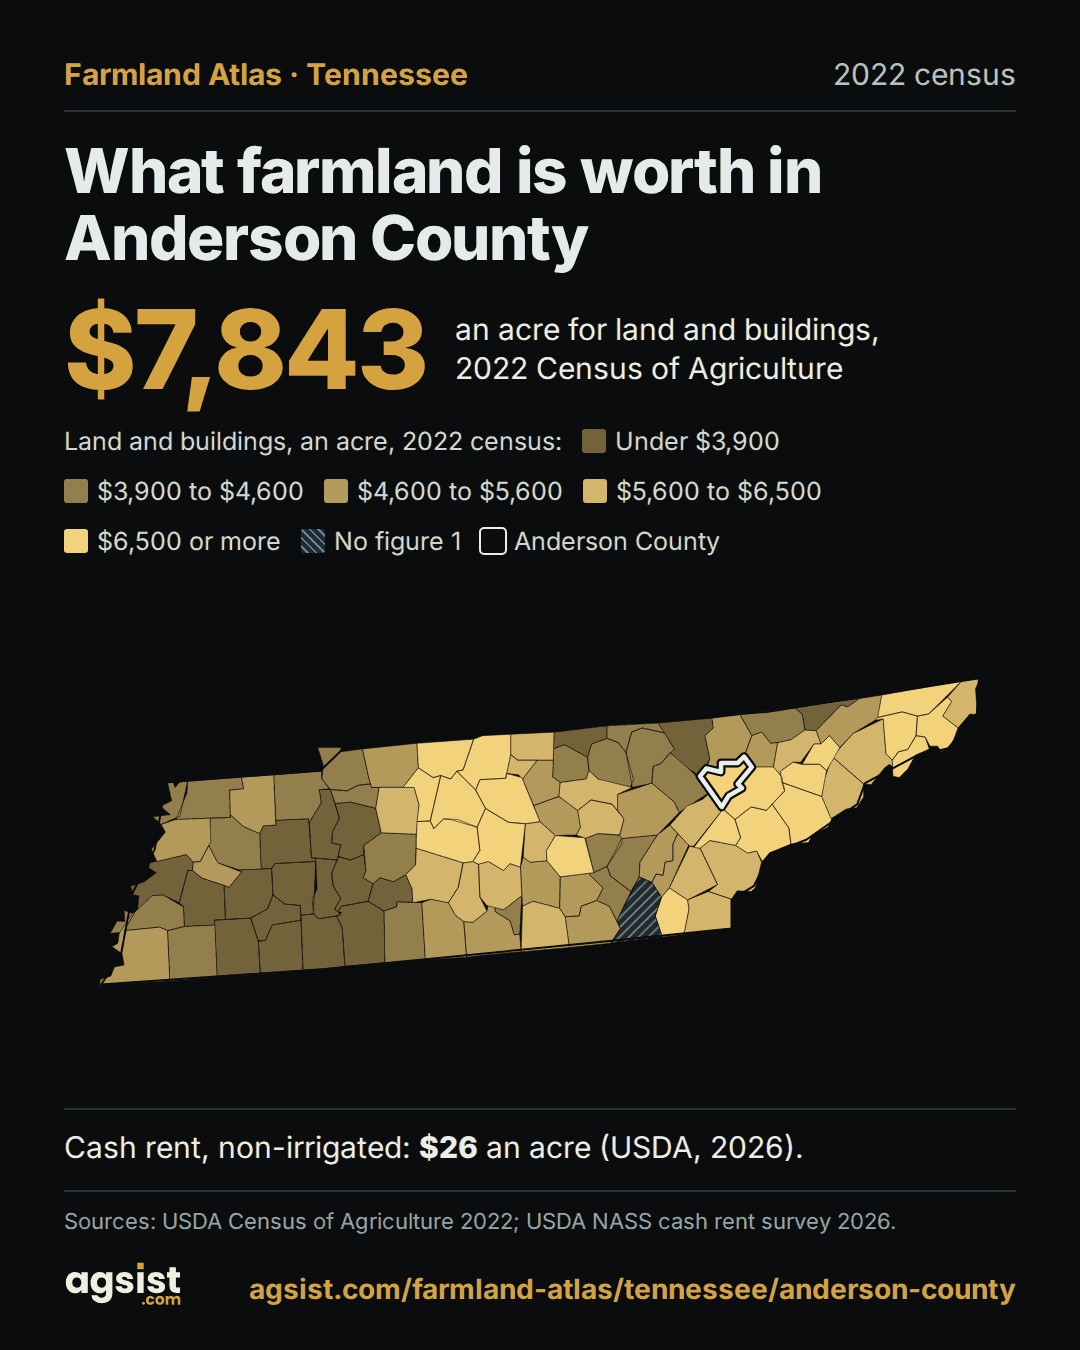 Farmland Atlas · Tennessee
2022 census
What farmland is worth in
Anderson County
$7,843
an acre for land and buildings,
2022 Census of Agriculture
Land and buildings, an acre, 2022 census: Under $3,900
$3,900 to $4,600 $4,600 to $5,600 $5,600 to $6,500
$6,500 or more No figure 1 Anderson County
Cash rent, non-irrigated: $26 an acre (USDA, 2026).
Sources: USDA Census of Agriculture 2022; USDA NASS cash rent survey 2026.
agsist
.com
agsist.com/farmland-atlas/tennessee/anderson-county